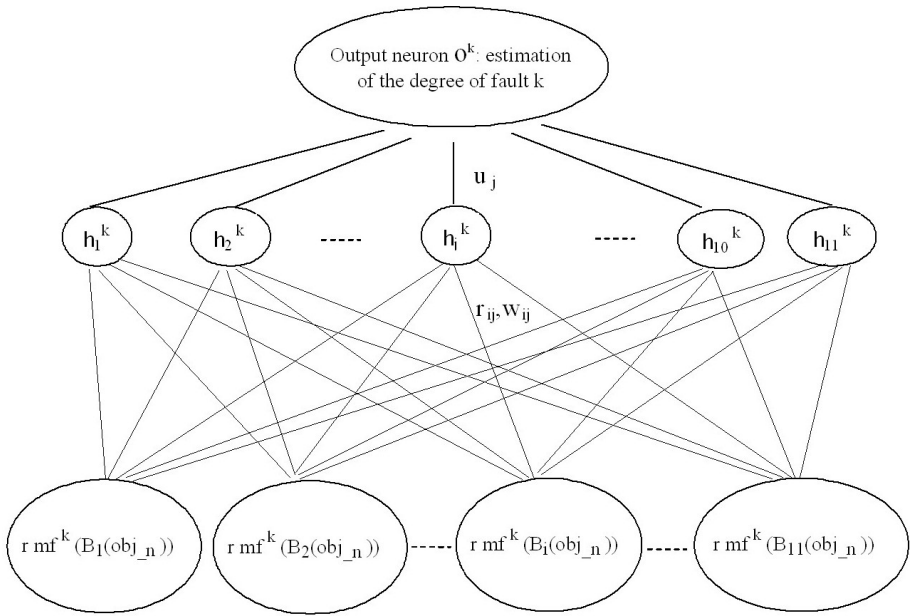 Output neuron O^k: estimation
of the degree of fault k
u_j
h_1^k h_2^k ----- h_j^k ----- h_10^k h_11^k
r_ij,w_ij
r mf^k (B_1(obj_n)) r mf^k (B_2(obj_n)) ------ r mf^k (B_i(obj_n)) ------ r mf^k (B_11(obj_n))